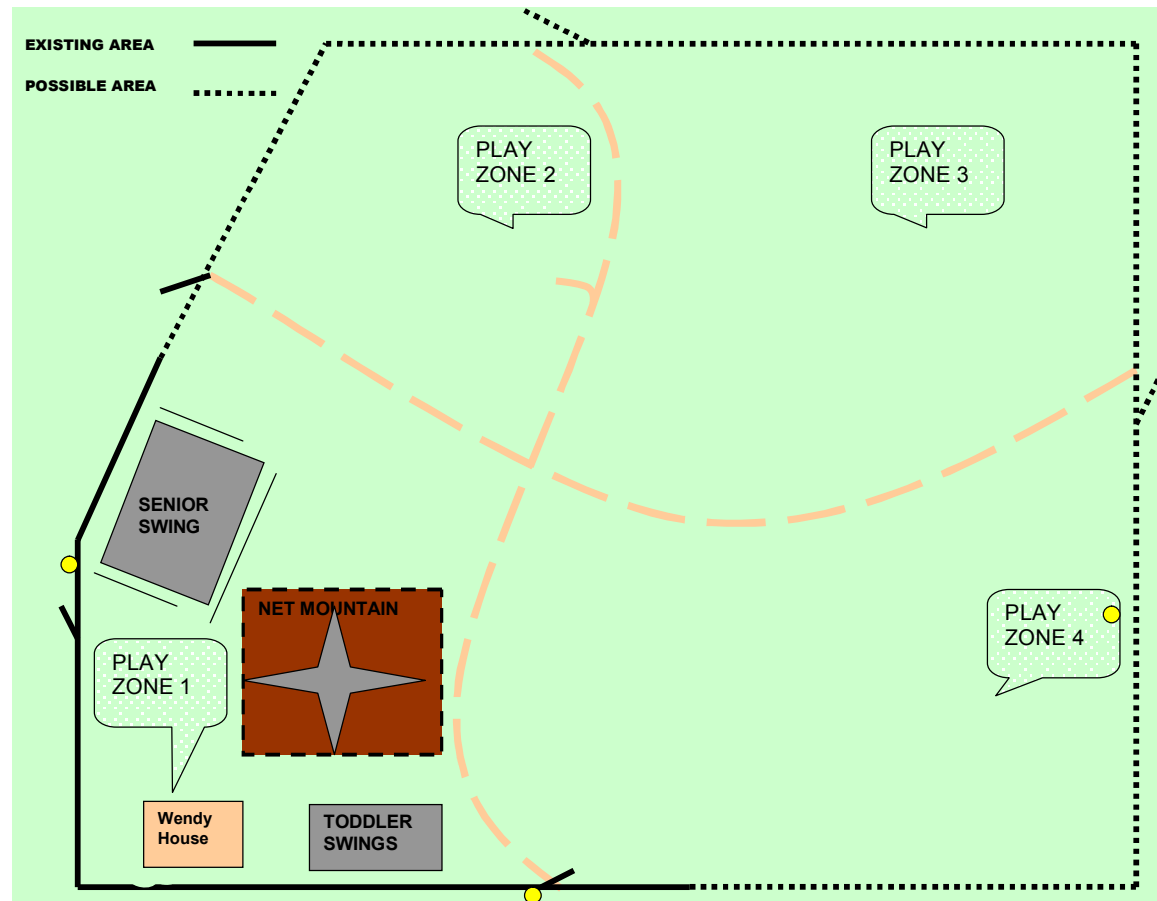 EXISTING AREA
POSSIBLE AREA
PLAY
ZONE 2
PLAY
ZONE 3
SENIOR
SWING
NET MOUNTAIN
PLAY
ZONE 4
PLAY
ZONE 1
Wendy
House
TODDLER
SWINGS